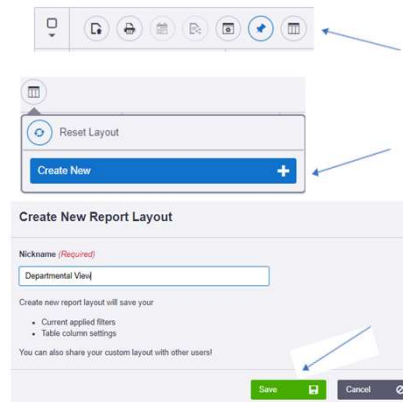 Reset Layout
Create New
Create New Report Layout
Nickname (Required)
Departmental View
Create new report layout will save your
• Current applied filters
• Table column settings
You can also share your custom layout with other users!
Save
Cancel